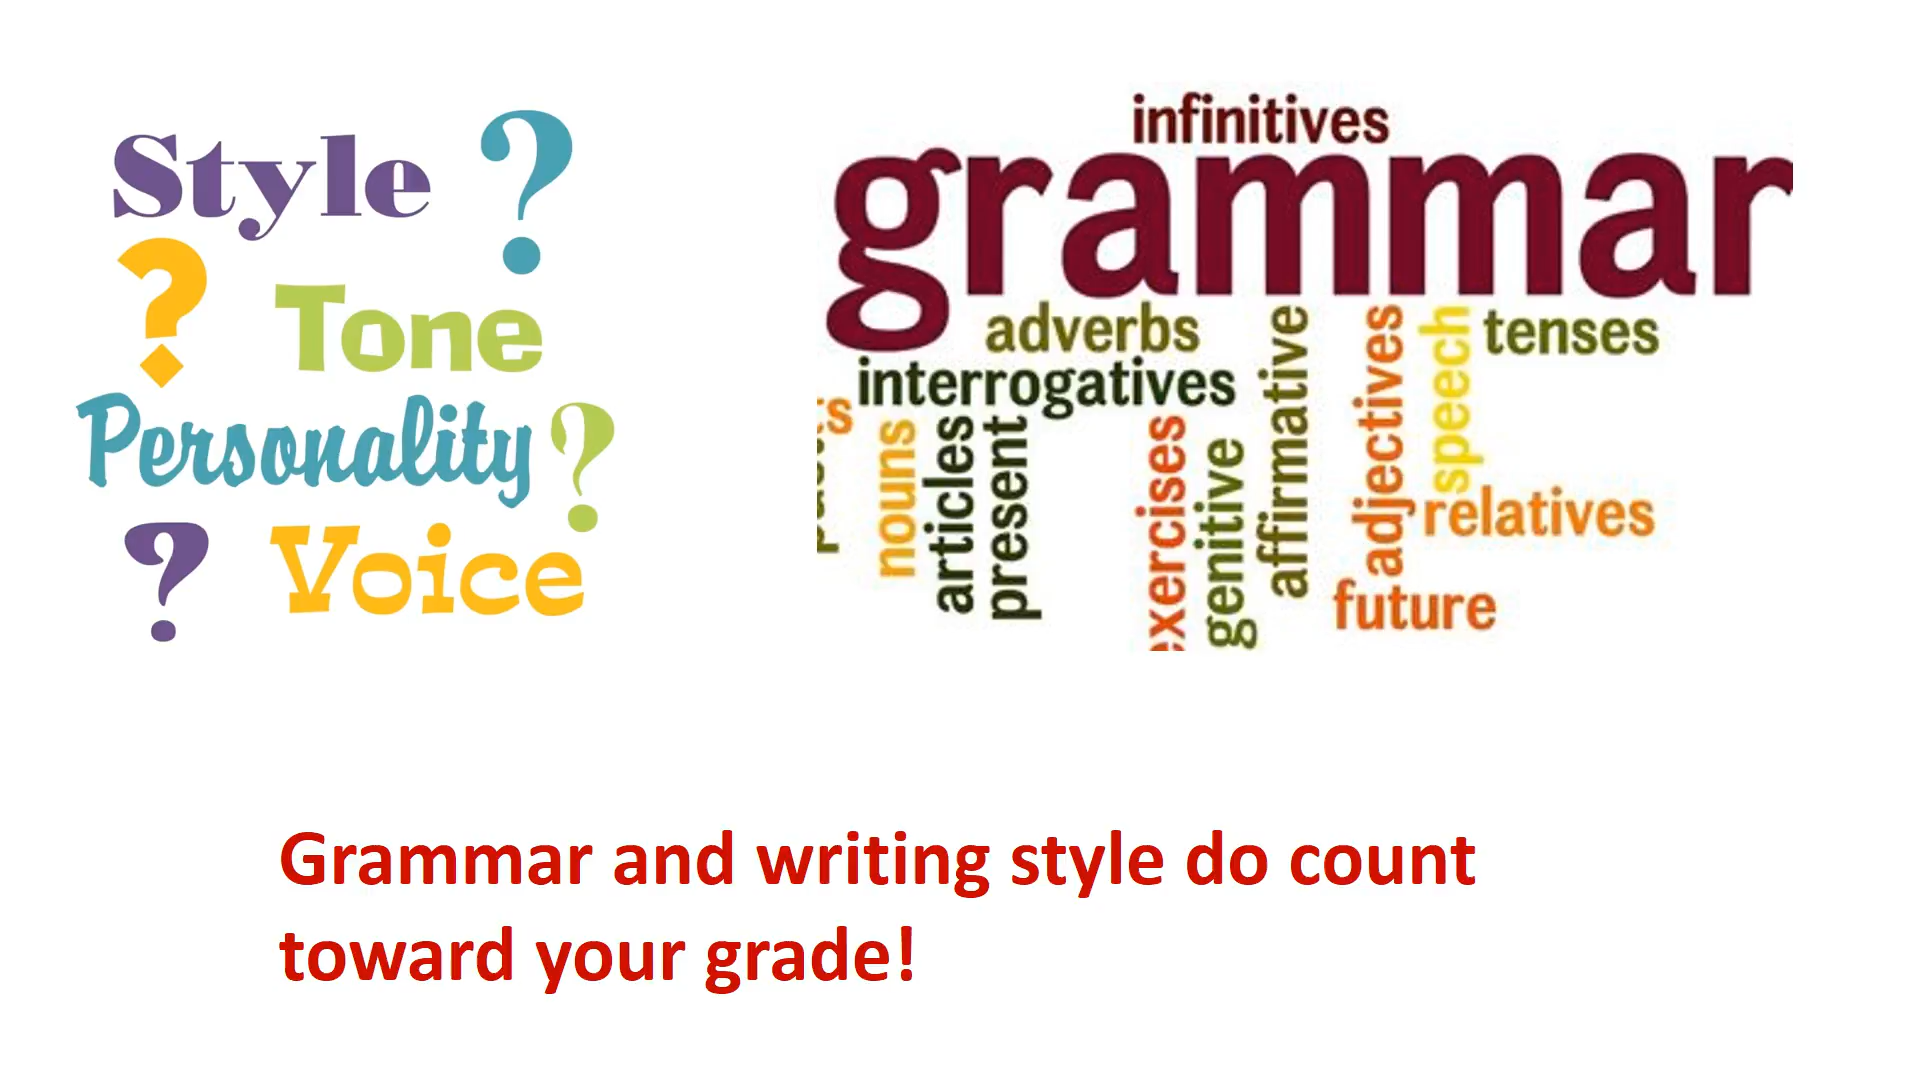 Style ?
? Tone
Personality ?
? Voice
infinitives
grammar
adverbs
tenses
interrogatives
nouns
articles
present
exercises
genitive
affirmative
adjectives
speech
relatives
future
Grammar and writing style do count
toward your grade!